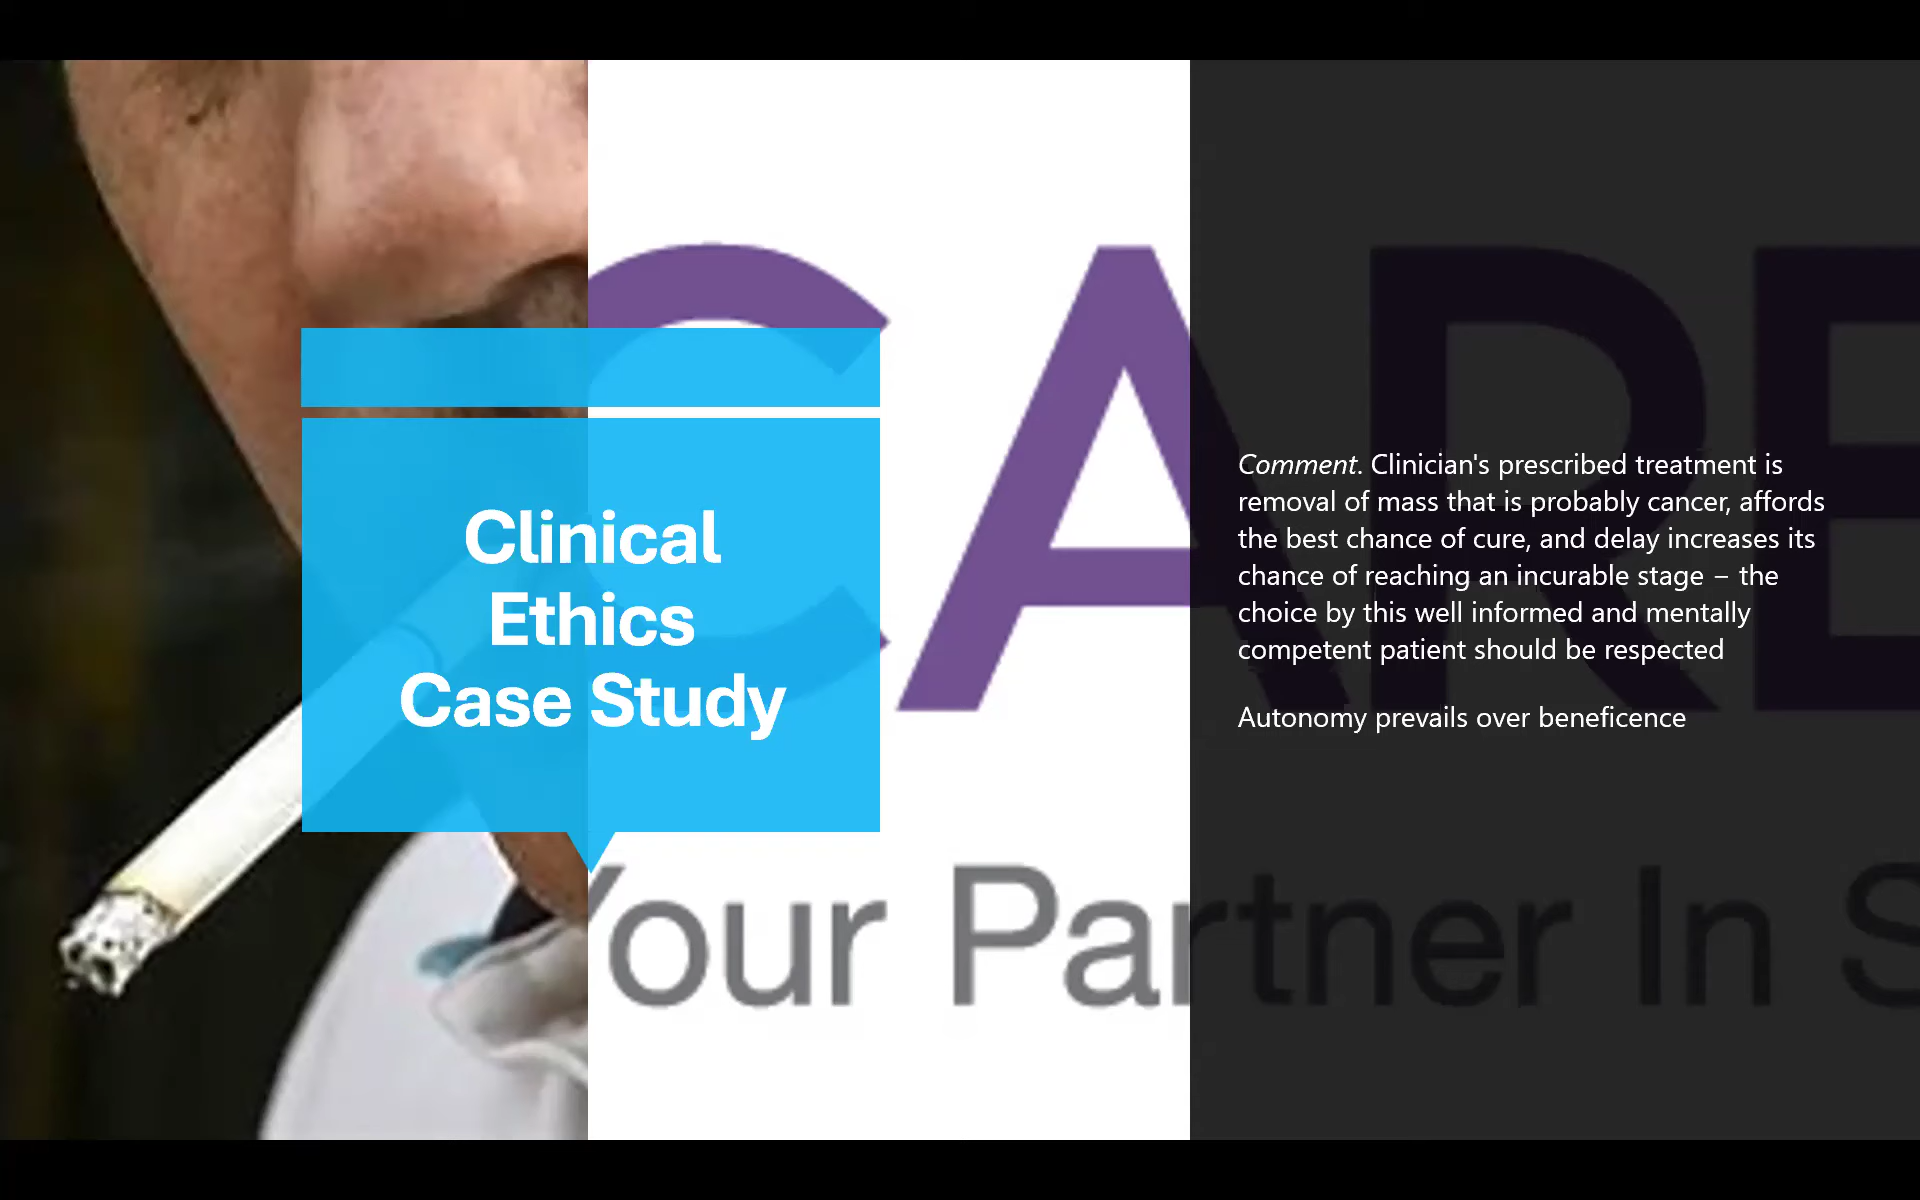 Clinical
Ethics
Case Study
CARE
Your Partner In S
Comment. Clinician's prescribed treatment is
removal of mass that is probably cancer, affords
the best chance of cure, and delay increases its
chance of reaching an incurable stage – the
choice by this well informed and mentally
competent patient should be respected
Autonomy prevails over beneficence